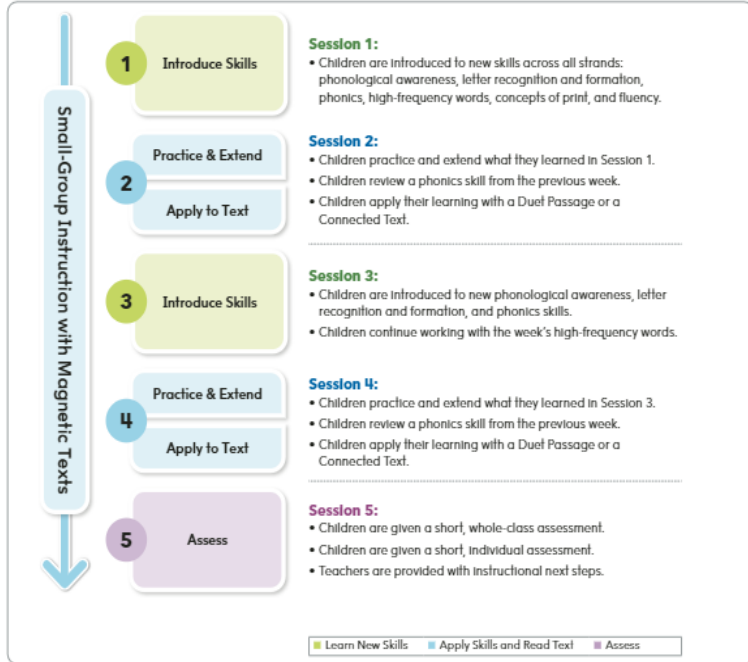 Small-Group Instruction with Magnetic Texts
1
Introduce Skills
Session 1:
• Children are introduced to new skills across all strands:
phonological awareness, letter recognition and formation,
phonics, high-frequency words, concepts of print, and fluency.
2
Practice & Extend
Apply to Text
Session 2:
• Children practice and extend what they learned in Session 1.
• Children review a phonics skill from the previous week.
• Children apply their learning with a Duet Passage or a
Connected Text.
3
Introduce Skills
Session 3:
• Children are introduced to new phonological awareness, letter
recognition and formation, and phonics skills.
• Children continue working with the week's high-frequency words.
4
Practice & Extend
Apply to Text
Session 4:
• Children practice and extend what they learned in Session 3.
• Children review a phonics skill from the previous week.
• Children apply their learning with a Duet Passage or a
Connected Text.
5
Assess
Session 5:
• Children are given a short, whole-class assessment.
• Children are given a short, individual assessment.
• Teachers are provided with instructional next steps.
Learn New Skills Apply Skills and Read Text Assess